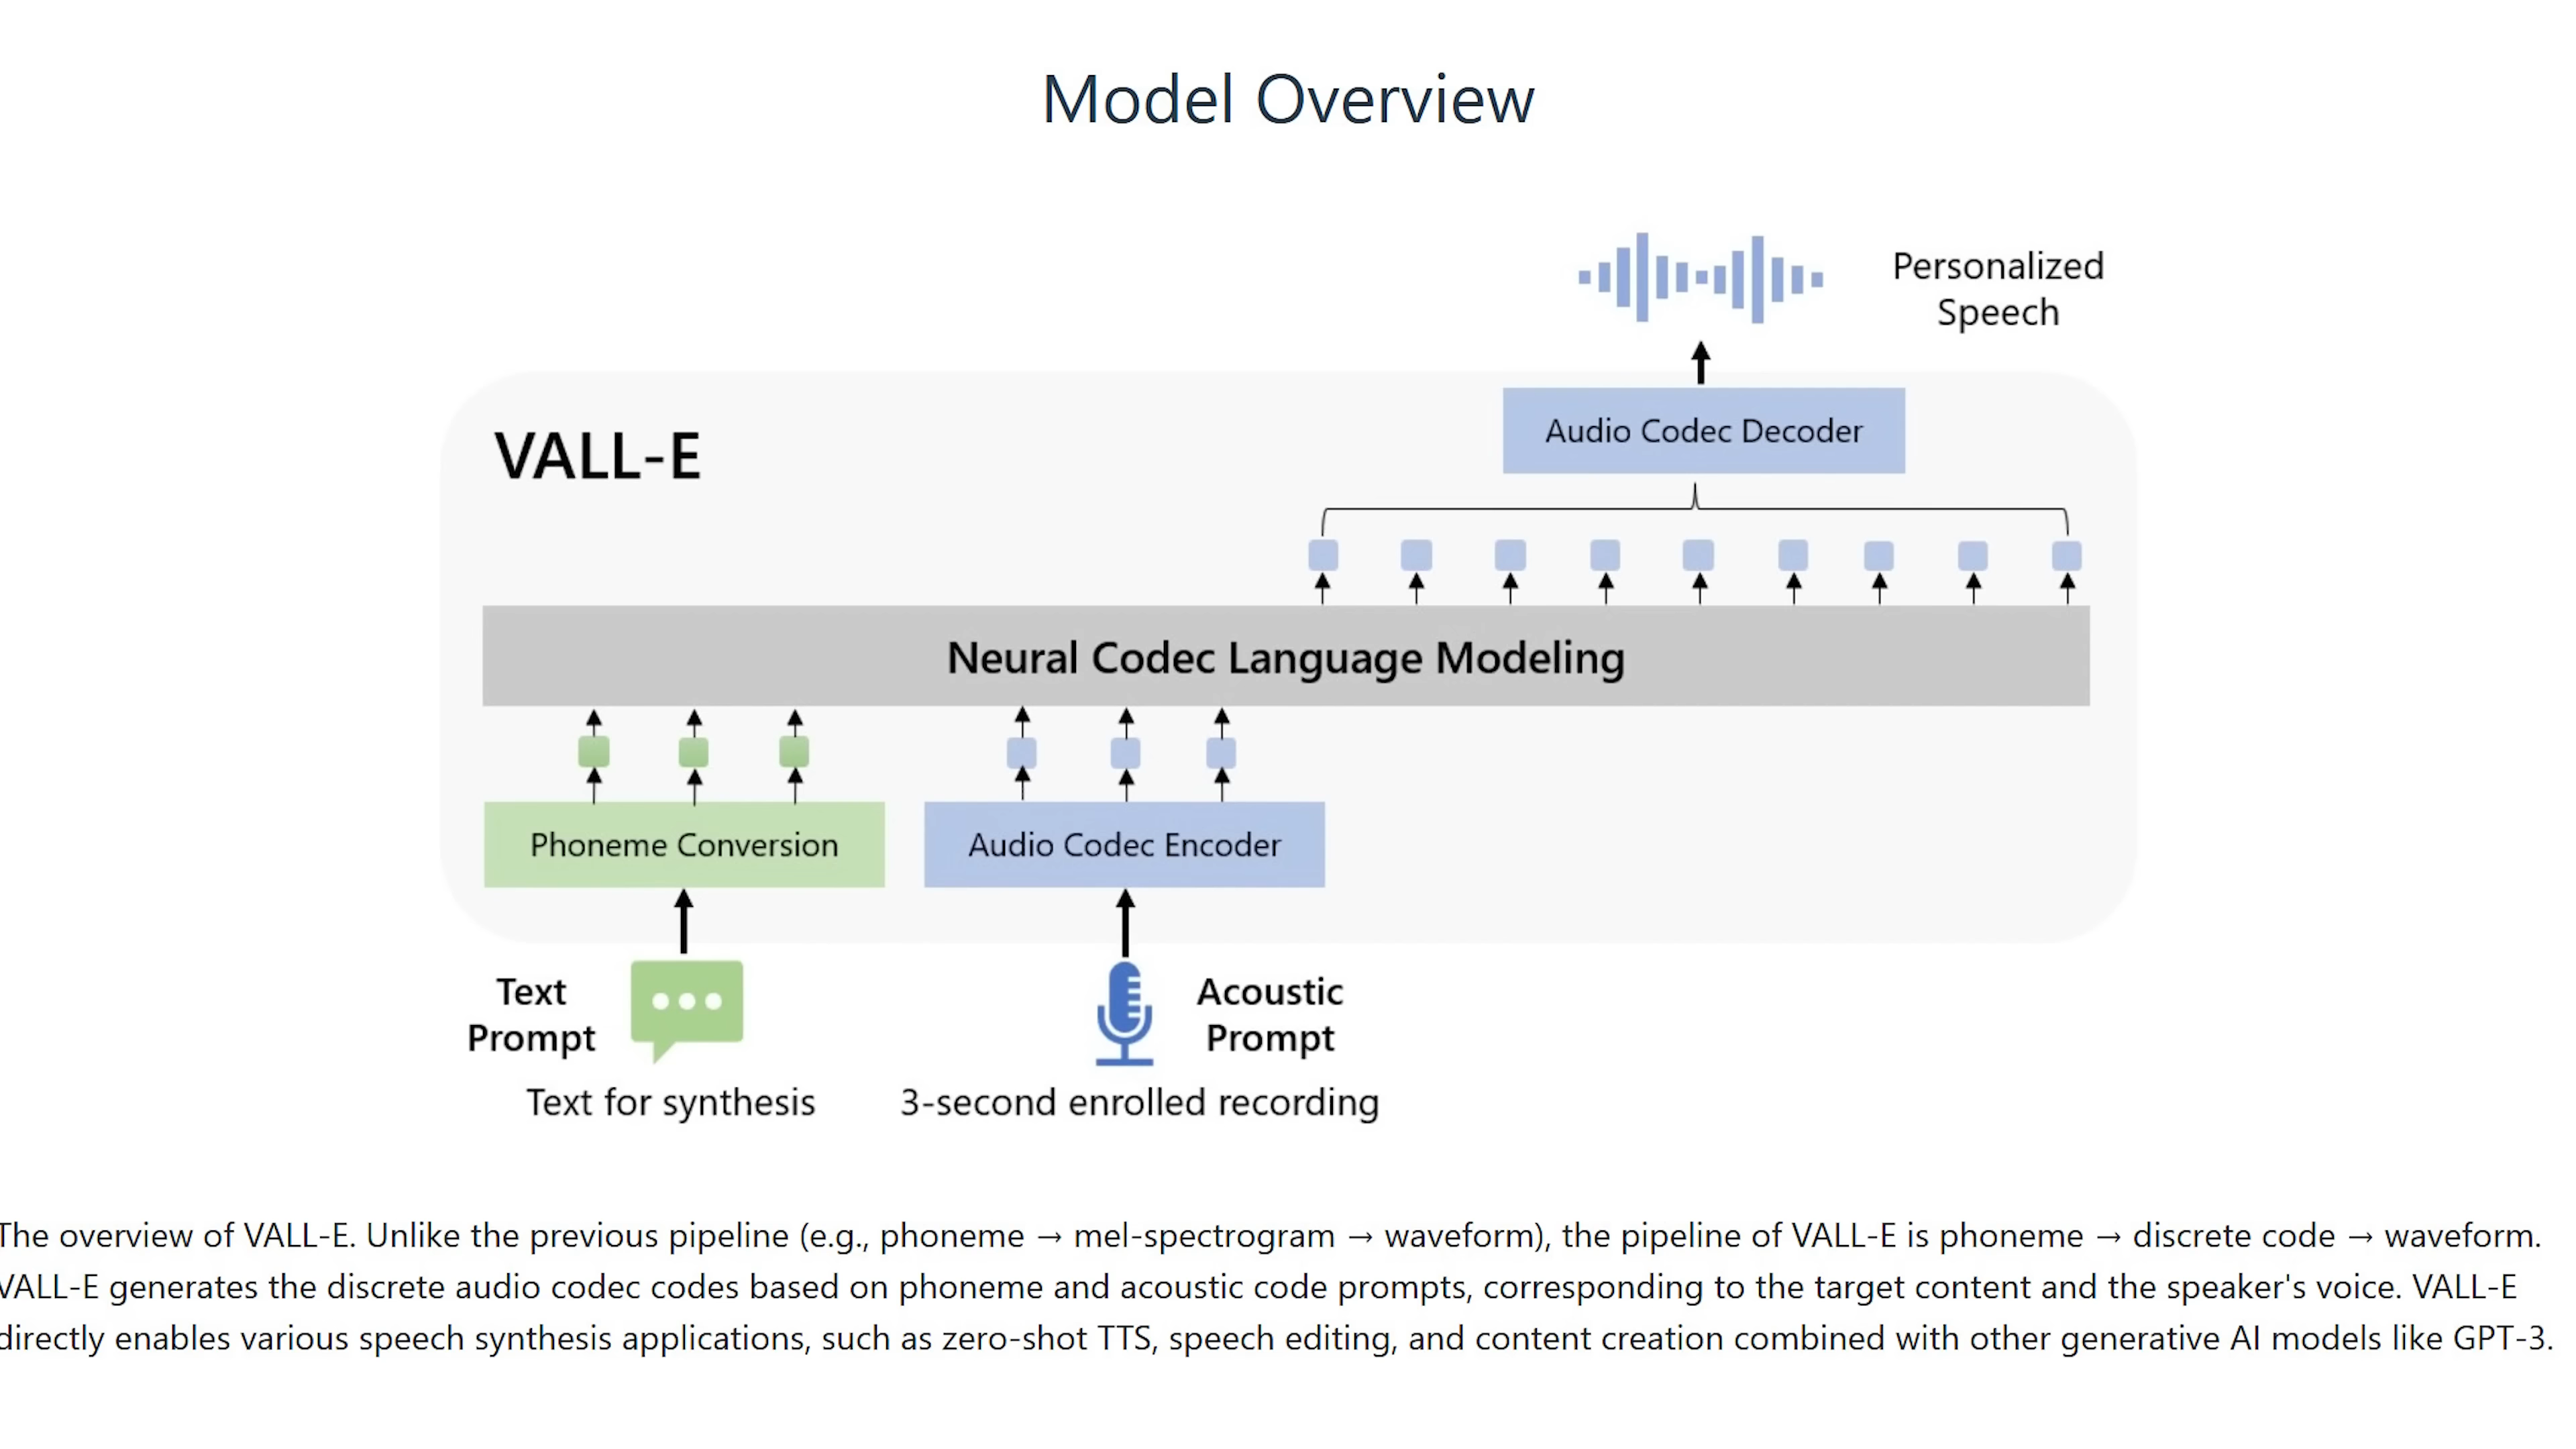 Model Overview
Personalized
Speech
Audio Codec Decoder
VALL-E
Neural Codec Language Modeling
Phoneme Conversion
Audio Codec Encoder
Text
Prompt
Acoustic
Prompt
Text for synthesis
3-second enrolled recording
The overview of VALL-E. Unlike the previous pipeline (e.g., phoneme → mel-spectrogram → waveform), the pipeline of VALL-E is phoneme → discrete code → waveform.
VALL-E generates the discrete audio codec codes based on phoneme and acoustic code prompts, corresponding to the target content and the speaker's voice. VALL-E
directly enables various speech synthesis applications, such as zero-shot TTS, speech editing, and content creation combined with other generative AI models like GPT-3.